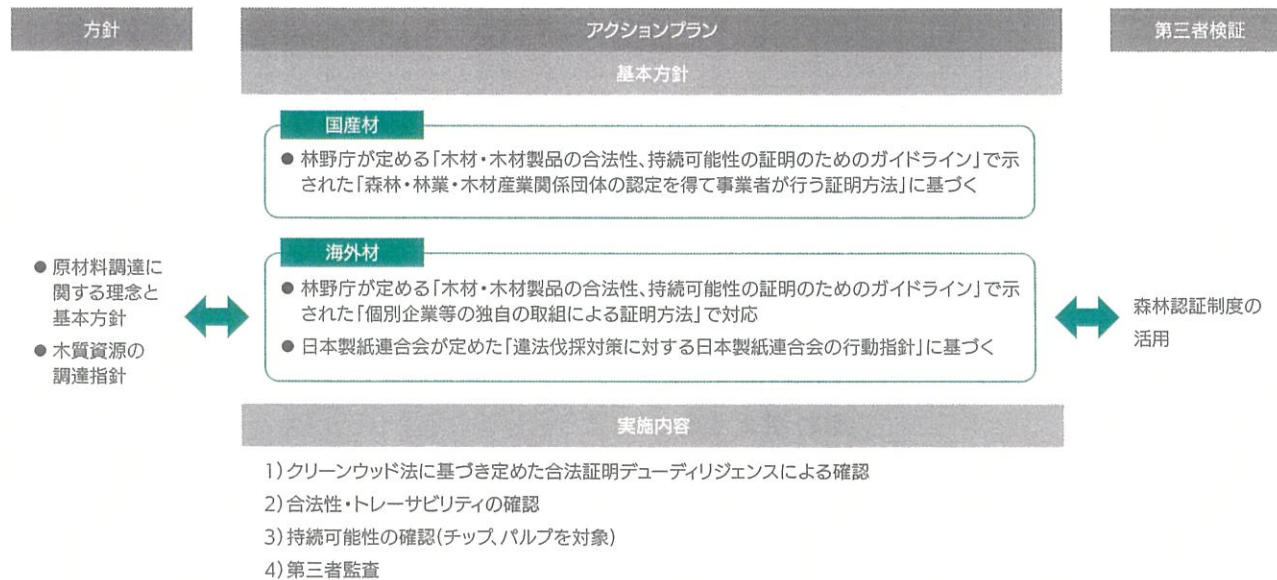 方針
● 原材料調達に
関する理念と
基本方針
● 木質資源の
調達指針
アクションプラン
基本方針
国産材
● 林野庁が定める「木材・木材製品の合法性、持続可能性の証明のためのガイドライン」で示
された「森林・林業・木材産業関係団体の認定を得て事業者が行う証明方法」に基づく
海外材
● 林野庁が定める「木材・木材製品の合法性、持続可能性の証明のためのガイドライン」で示
された「個別企業等の独自の取組による証明方法」で対応
● 日本製紙連合会が定めた「違法伐採対策に対する日本製紙連合会の行動指針」に基づく
実施内容
1)クリーンウッド法に基づき定めた合法証明デューディリジェンスによる確認
2)合法性・トレーサビリティの確認
3)持続可能性の確認(チップ、パルプを対象)
4)第三者監査
第三者検証
森林認証制度の
活用